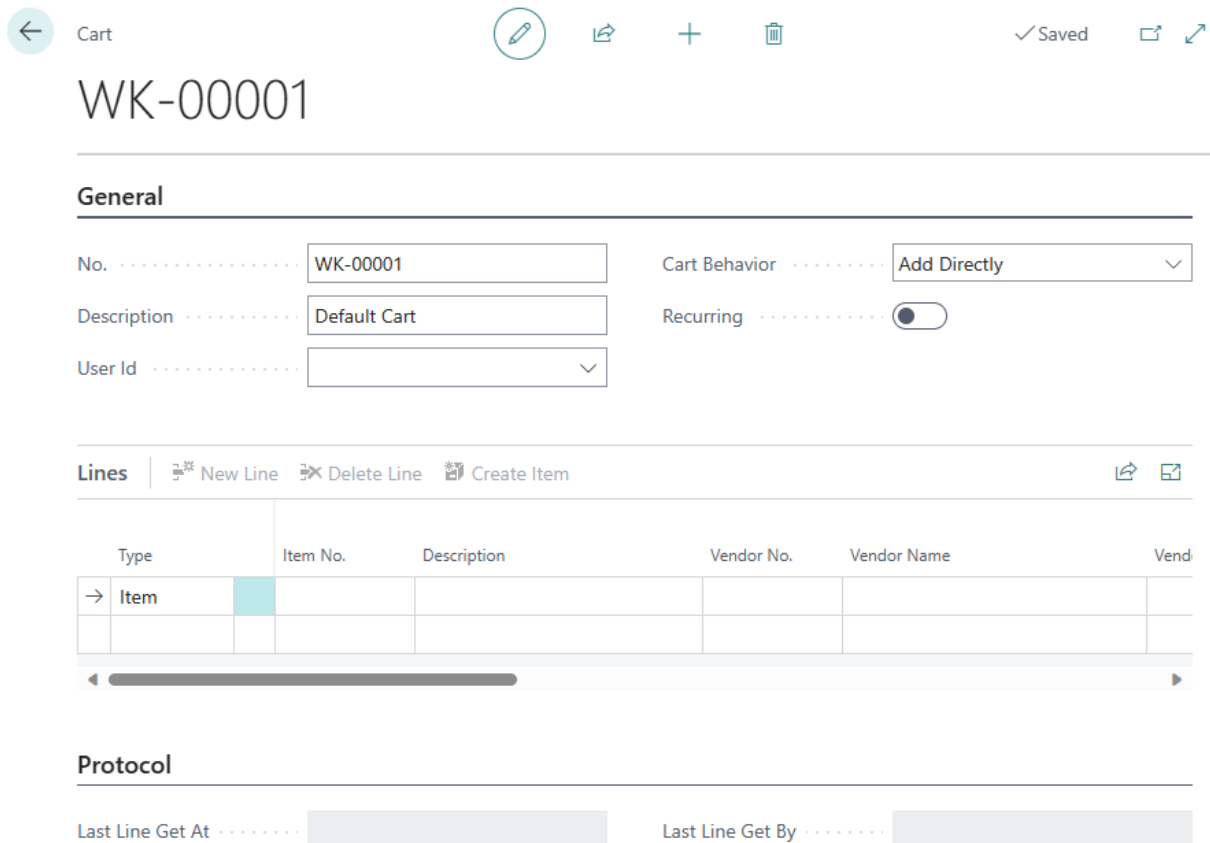 Cart
Saved
WK-00001
General
No. WK-00001 Cart Behavior Add Directly
Description Default Cart Recurring
User Id
Lines New Line Delete Line Create Item
Type Item No. Description Vendor No. Vendor Name Vend
Item
Protocol
Last Line Get At Last Line Get By